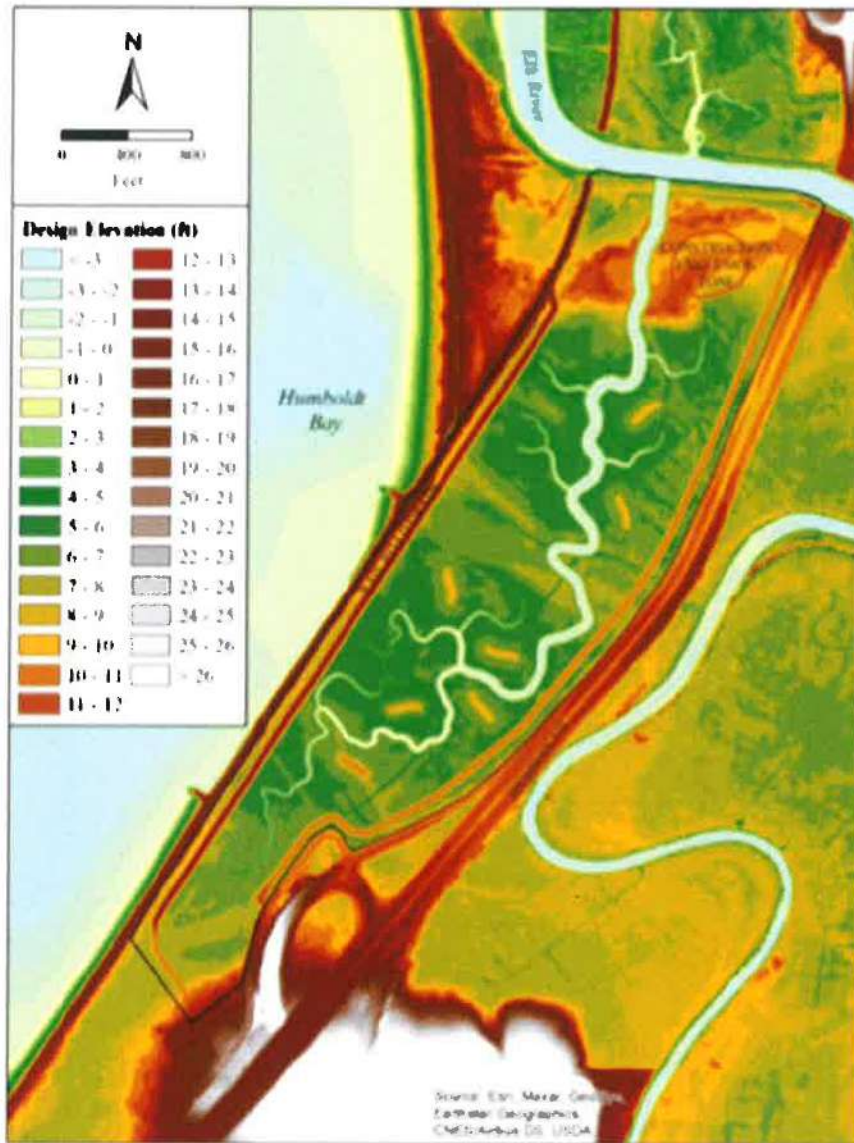 N
0 400 800
Feet
Design Elevation (ft)
< -3
-3 - -2
-2 - -1
-1 - 0
0 - 1
1 - 2
2 - 3
3 - 4
4 - 5
5 - 6
6 - 7
7 - 8
8 - 9
9 - 10
10 - 11
11 - 12
12 - 13
13 - 14
14 - 15
15 - 16
16 - 17
17 - 18
18 - 19
19 - 20
20 - 21
21 - 22
22 - 23
23 - 24
24 - 25
25 - 26
> 26
Elk River
Humboldt
Bay
ZONE
Source: Esri, Maxar, GeoEye,
Earthstar Geographics,
CNES/Airbus DS, USDA